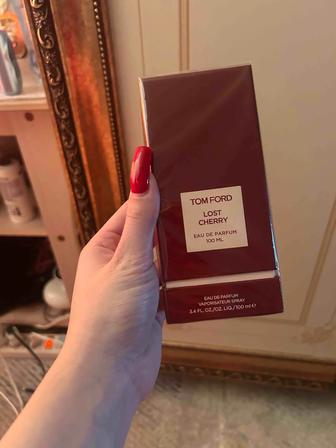 TOM FORD
LOST
CHERRY
EAU DE PARFUM
100 ML
EAU DE PARFUM
VAPORISATEUR SPRAY
3.4 FL. OZ./OZ. LIQ./100 ml ℮